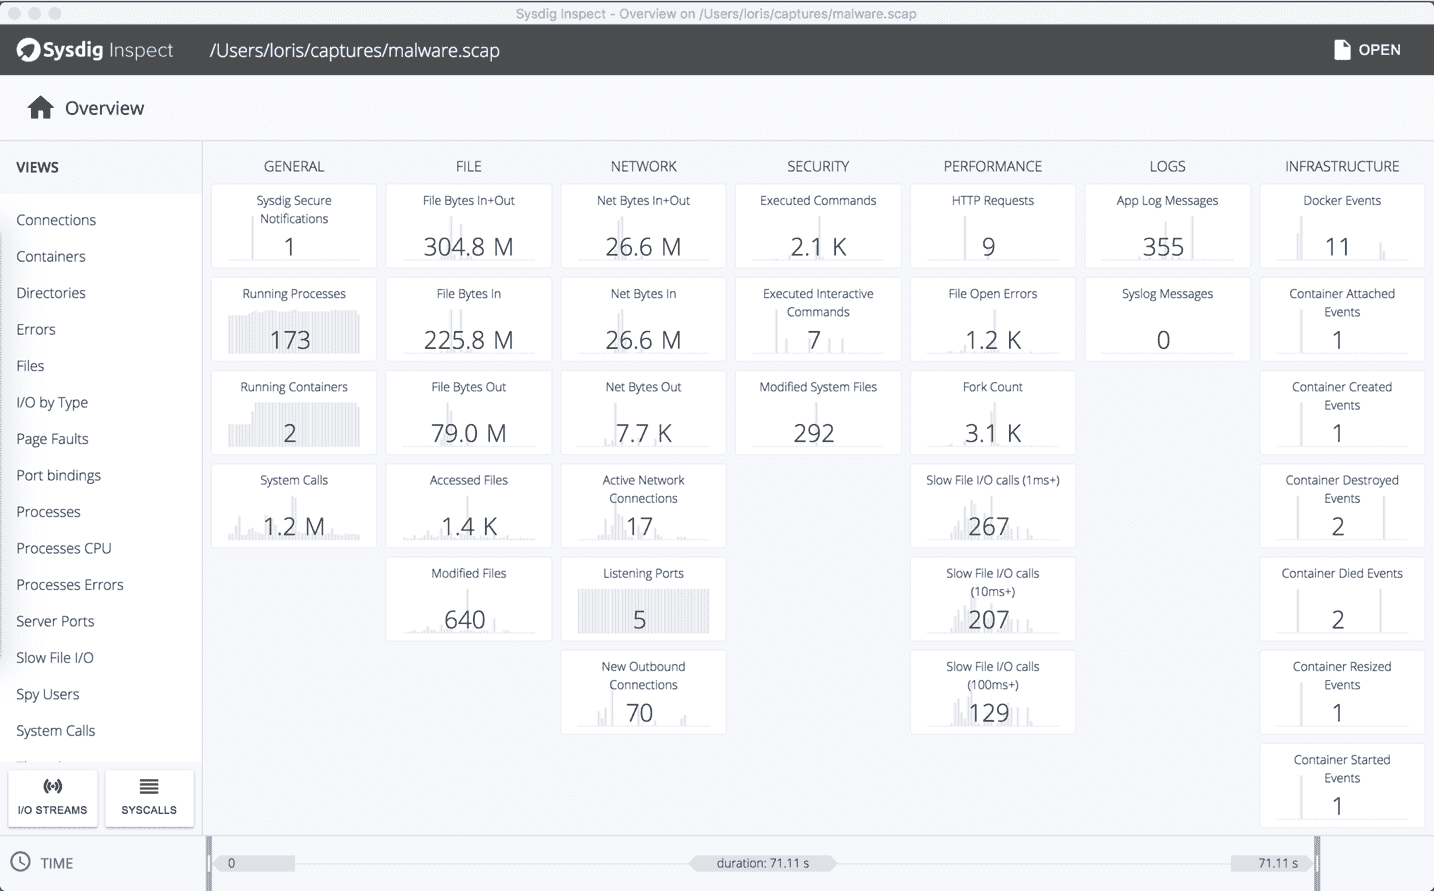 Sysdig Inspect - Overview on /Users/loris/captures/malware.scap
Sysdig Inspect
/Users/loris/captures/malware.scap
OPEN
Overview
VIEWS
Connections
Containers
Directories
Errors
Files
I/O by Type
Page Faults
Port bindings
Processes
Processes CPU
Processes Errors
Server Ports
Slow File I/O
Spy Users
System Calls
I/O STREAMS
SYSCALLS
GENERAL
Sysdig Secure
Notifications
1
Running Processes
173
Running Containers
2
System Calls
1.2 M
FILE
File Bytes In+Out
304.8 M
File Bytes In
225.8 M
File Bytes Out
79.0 M
Accessed Files
1.4 K
Modified Files
640
NETWORK
Net Bytes In+Out
26.6 M
Net Bytes In
26.6 M
Net Bytes Out
7.7 K
Active Network
Connections
17
Listening Ports
5
New Outbound
Connections
70
SECURITY
Executed Commands
2.1 K
Executed Interactive
Commands
7
Modified System Files
292
PERFORMANCE
HTTP Requests
9
File Open Errors
1.2 K
Fork Count
3.1 K
Slow File I/O calls (1ms+)
267
Slow File I/O calls
(10ms+)
207
Slow File I/O calls
(100ms+)
129
LOGS
App Log Messages
355
Syslog Messages
0
INFRASTRUCTURE
Docker Events
11
Container Attached
Events
1
Container Created
Events
1
Container Destroyed
Events
2
Container Died Events
2
Container Resized
Events
1
Container Started
Events
1
TIME
0
duration: 71.11 s
71.11 s